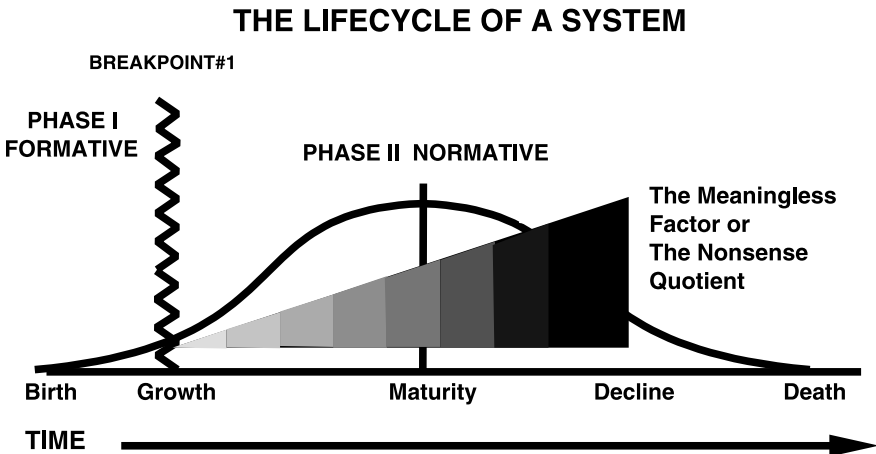 THE LIFECYCLE OF A SYSTEM
BREAKPOINT#1
PHASE I
FORMATIVE
PHASE II NORMATIVE
The Meaningless
Factor or
The Nonsense
Quotient
Birth
Growth
Maturity
Decline
Death
TIME